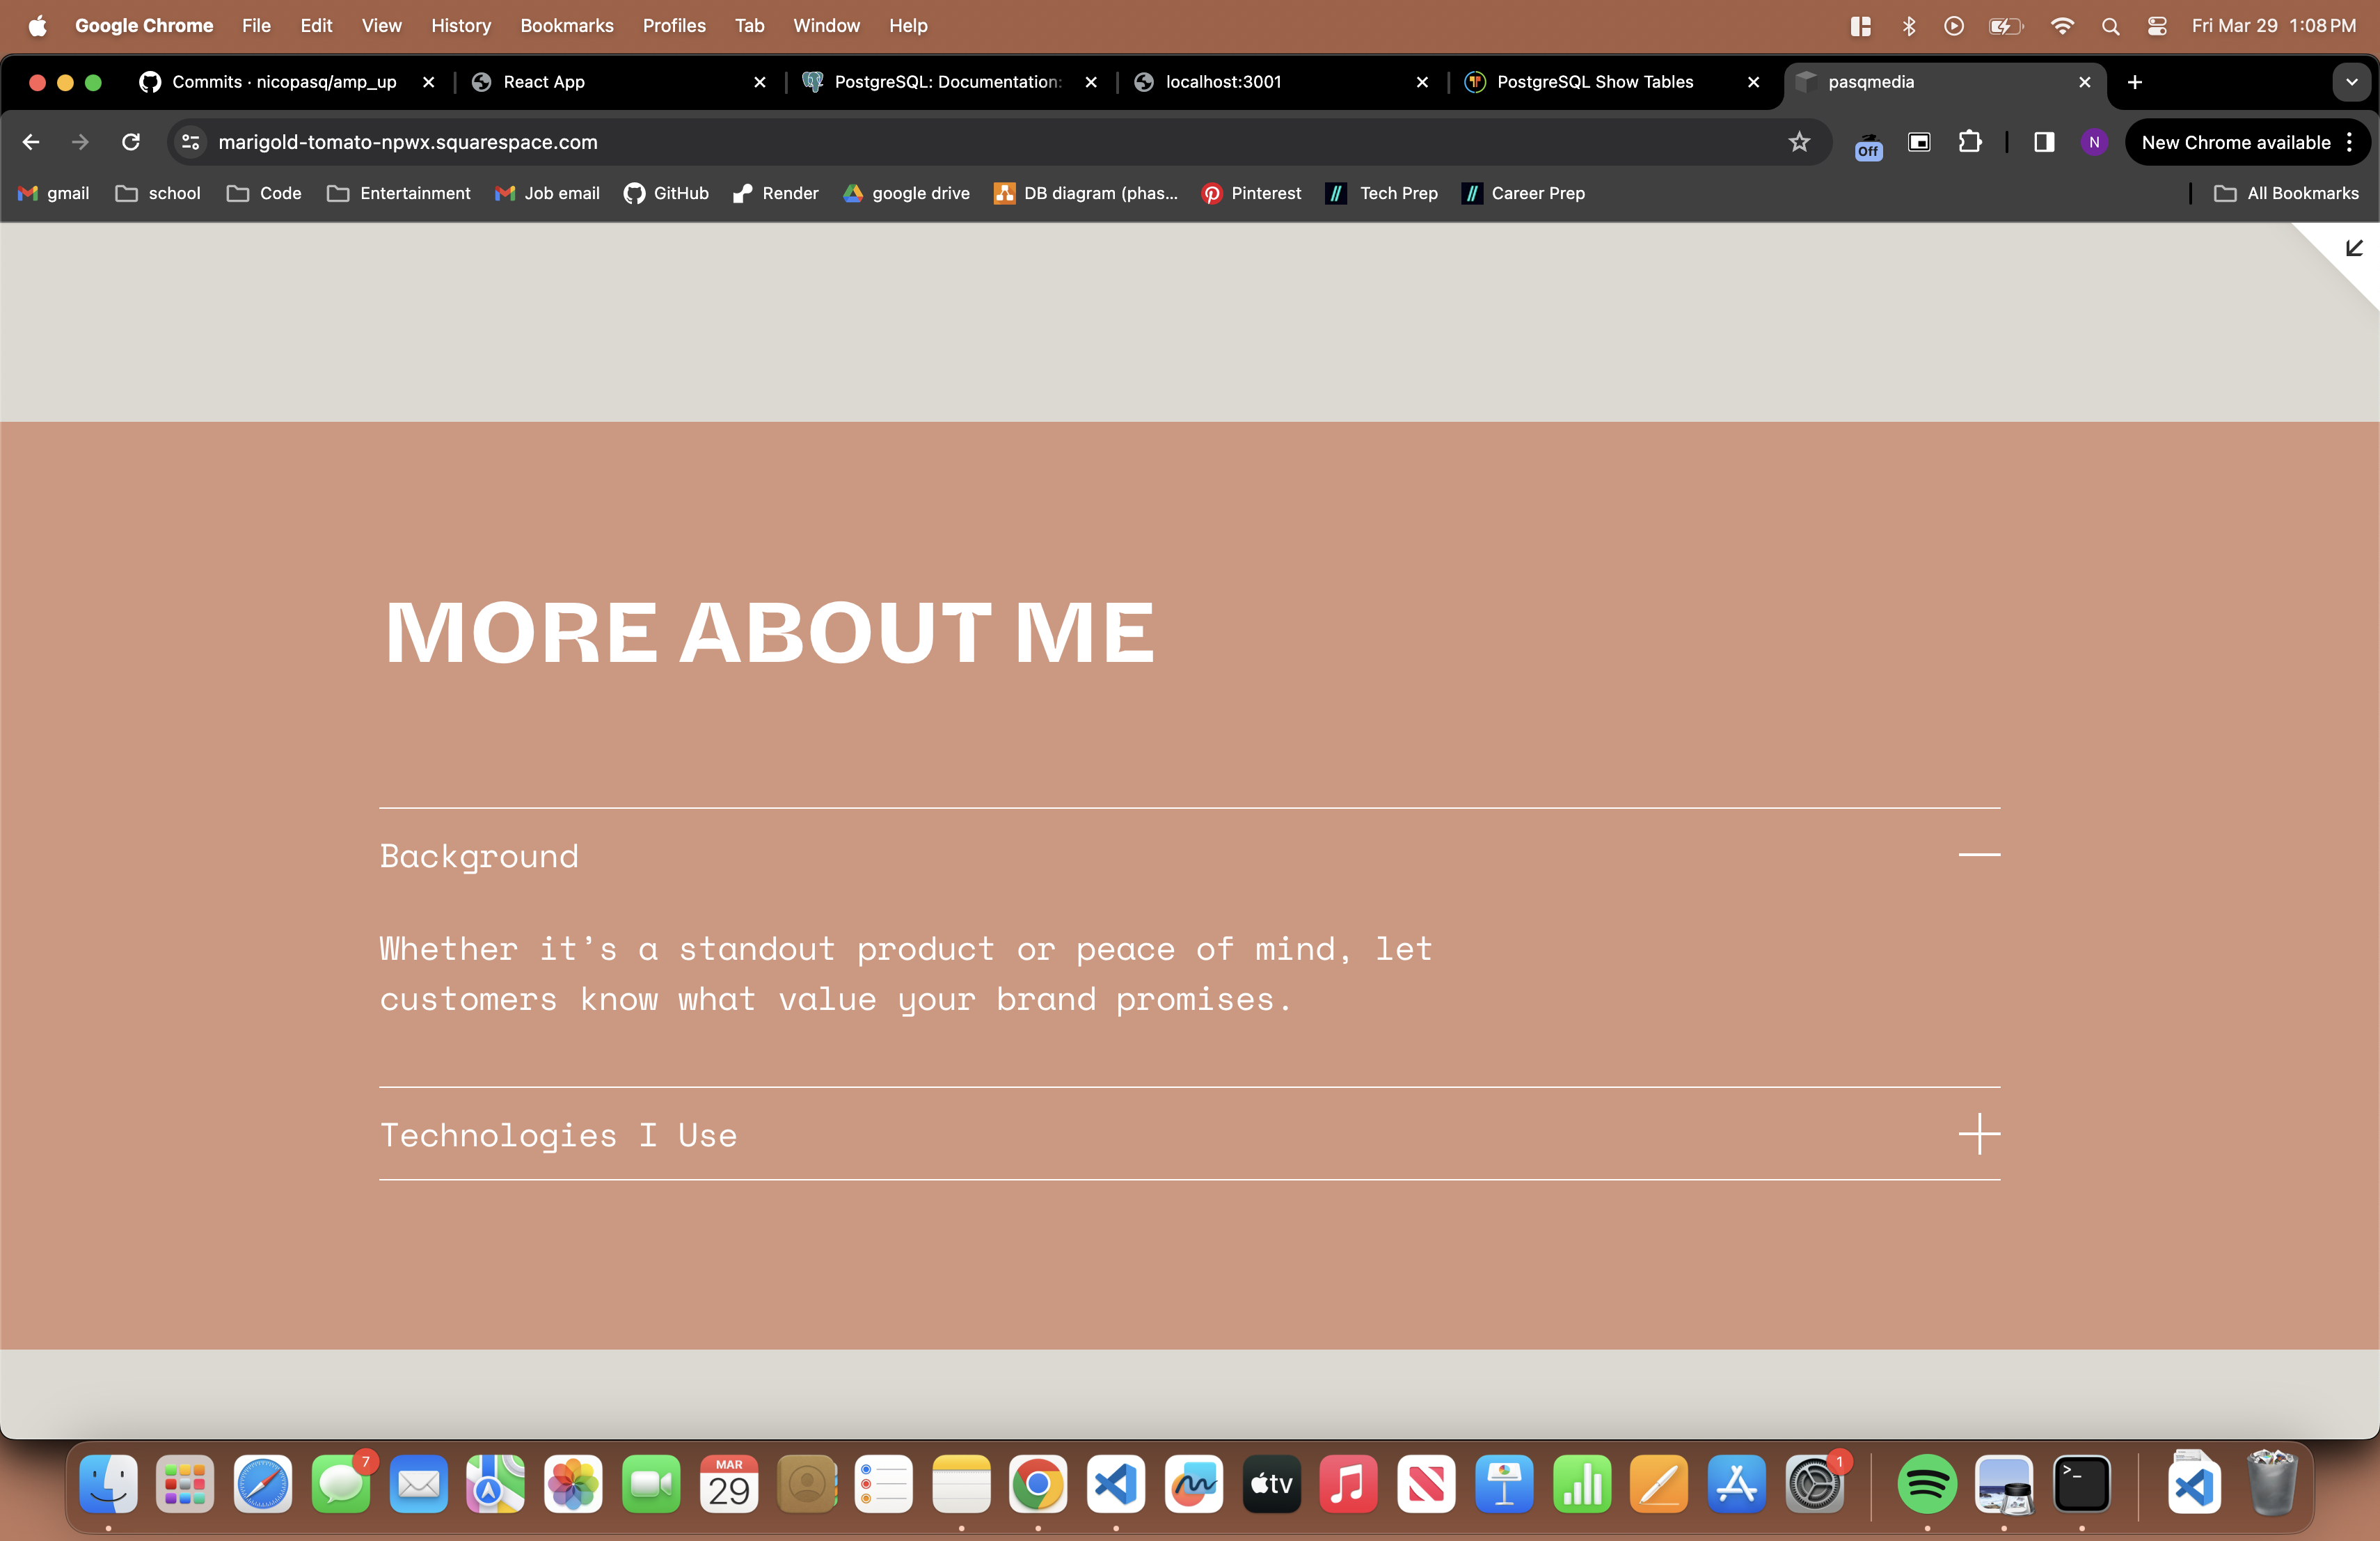 Google Chrome File Edit View History Bookmarks Profiles Tab Window Help Fri Mar 29 1:08 PM
Commits · nicopasq/amp_up React App PostgreSQL: Documentation: localhost:3001 PostgreSQL Show Tables pasqmedia
marigold-tomato-npwx.squarespace.com Off N New Chrome available
gmail school Code Entertainment Job email GitHub Render google drive DB diagram (phas... Pinterest Tech Prep Career Prep All Bookmarks
MORE ABOUT ME
Background
Whether it’s a standout product or peace of mind, let
customers know what value your brand promises.
Technologies I Use
7 MAR 29 tv 1